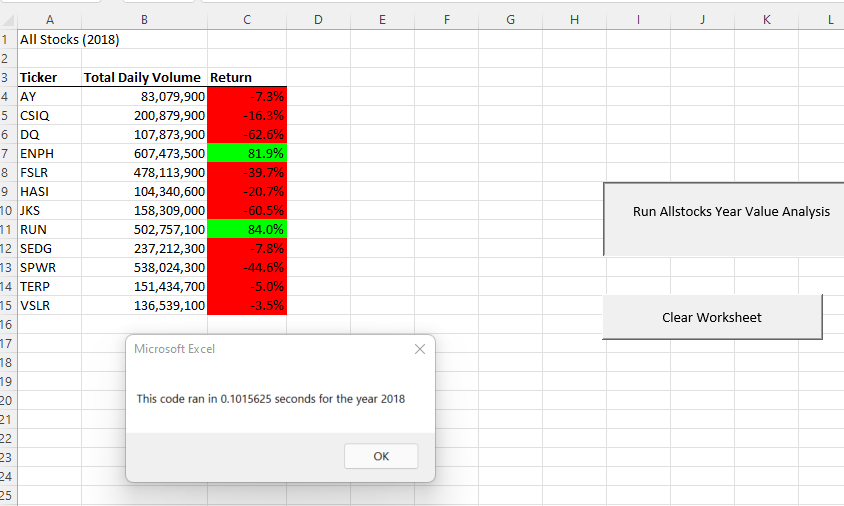 A B C D E F G H I J K L
1 All Stocks (2018)
2
3 Ticker Total Daily Volume Return
4 AY 83,079,900 -7.3%
5 CSIQ 200,879,900 -16.3%
6 DQ 107,873,900 -62.6%
7 ENPH 607,473,500 81.9%
8 FSLR 478,113,900 -39.7%
9 HASI 104,340,600 -20.7%
10 JKS 158,309,000 -60.5%
11 RUN 502,757,100 84.0%
12 SEDG 237,212,300 -7.8%
13 SPWR 538,024,300 -44.6%
14 TERP 151,434,700 -5.0%
15 VSLR 136,539,100 -3.5%
16
17
18
19
20
21
22
23
24
25
Run Allstocks Year Value Analysis
Clear Worksheet
Microsoft Excel
This code ran in 0.1015625 seconds for the year 2018
OK